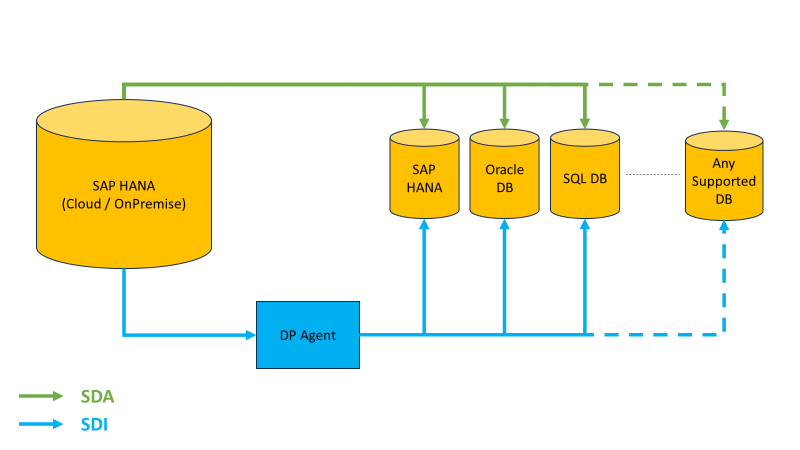 SAP HANA
(Cloud / OnPremise)
SAP
HANA
Oracle
DB
SQL DB
Any
Supported
DB
DP Agent
SDA
SDI